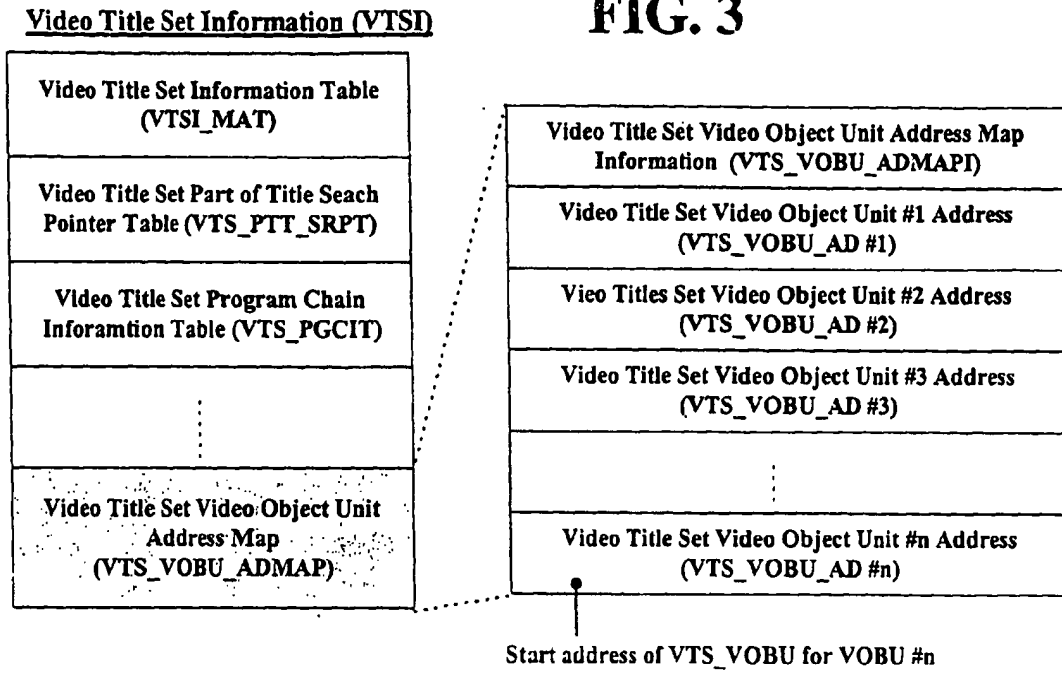 Video Title Set Information (VTSI)
FIG. 3
Video Title Set Information Table
(VTSI_MAT)
Video Title Set Part of Title Seach
Pointer Table (VTS_PTT_SRPT)
Video Title Set Program Chain
Inforamtion Table (VTS_PGCIT)
Video Title Set Video Object Unit
Address Map
(VTS_VOBU_ADMAP)
Video Title Set Video Object Unit Address Map
Information (VTS_VOBU_ADMAPI)
Video Title Set Video Object Unit #1 Address
(VTS_VOBU_AD #1)
Vieo Titles Set Video Object Unit #2 Address
(VTS_VOBU_AD #2)
Video Title Set Video Object Unit #3 Address
(VTS_VOBU_AD #3)
Video Title Set Video Object Unit #n Address
(VTS_VOBU_AD #n)
Start address of VTS_VOBU for VOBU #n